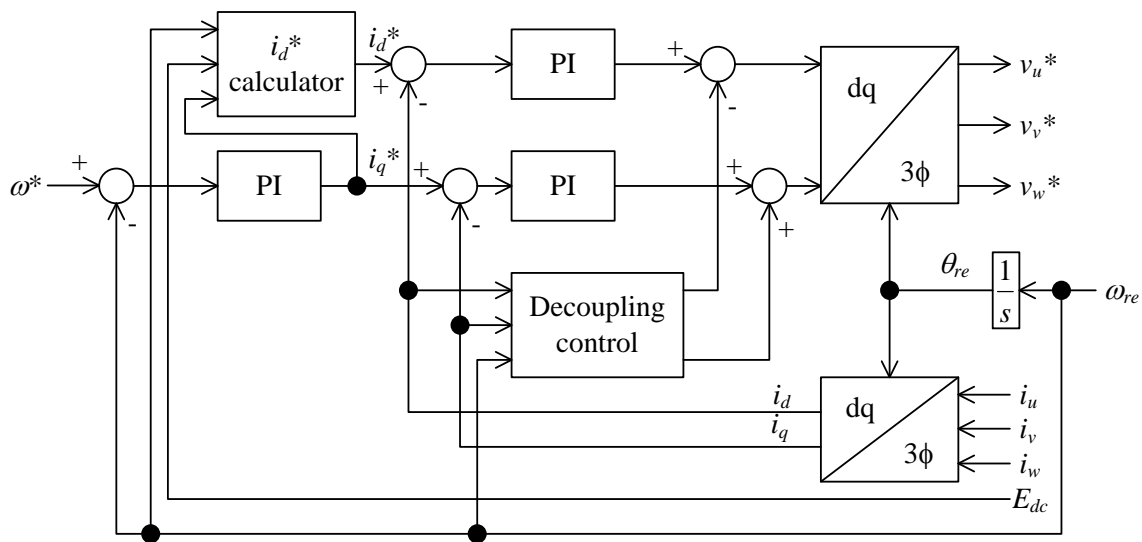 i_d*
calculator
i_d*
+
PI
+
-
-
dq
3ϕ
v_u*
v_v*
v_w*
ω*
+
-
PI
i_q*
+
-
PI
+
+
Decoupling
control
θ_re
1
s
ω_re
i_d
i_q
dq
3ϕ
i_u
i_v
i_w
E_dc